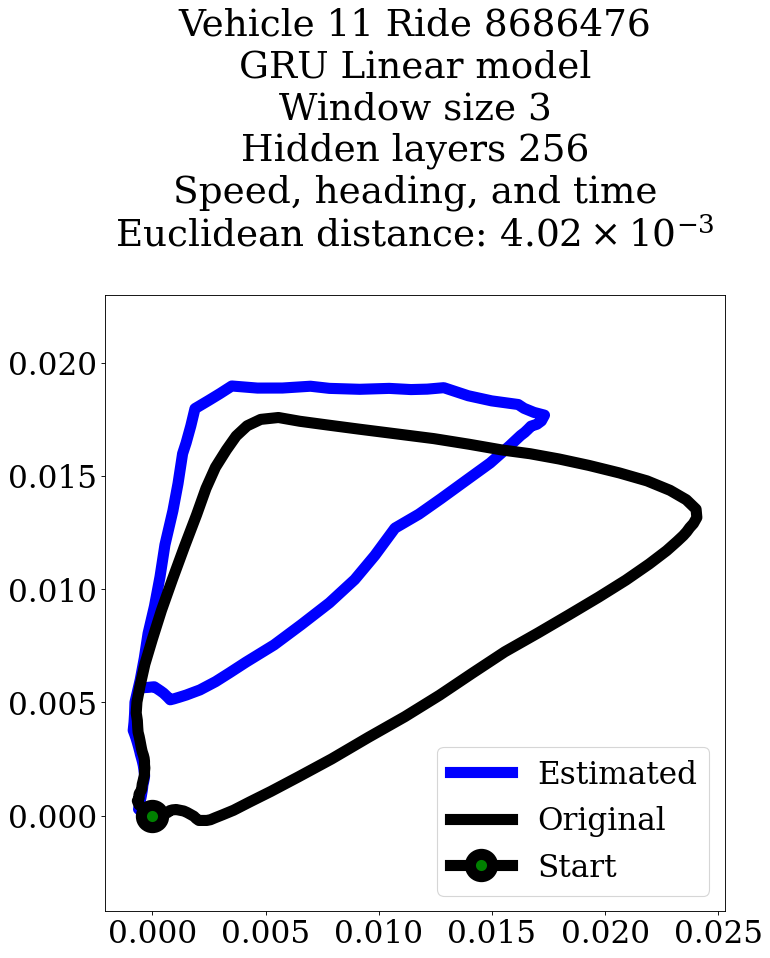 Vehicle 11 Ride 8686476
GRU Linear model
Window size 3
Hidden layers 256
Speed, heading, and time
Euclidean distance: 4.02 × 10⁻³
0.020
0.015
0.010
0.005
0.000
Estimated
Original
Start
0.000 0.005 0.010 0.015 0.020 0.025